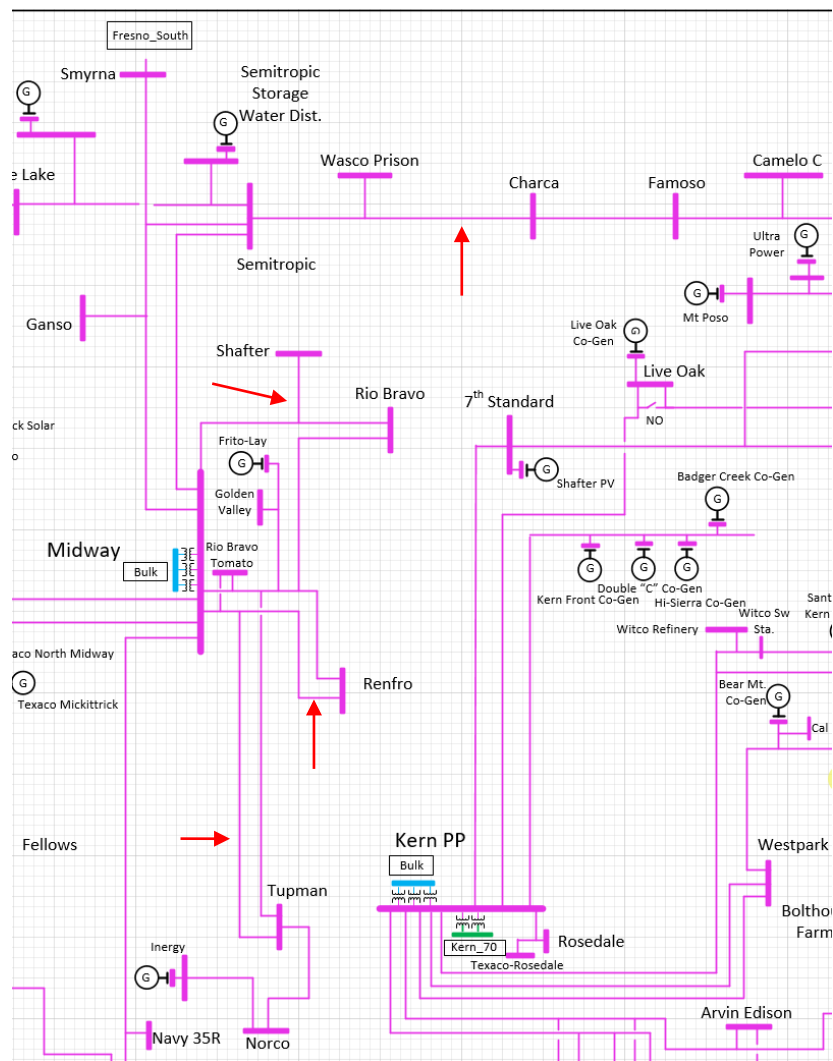 Fresno_South
Smyrna
Semitropic
Storage
Water Dist.
G
G
e Lake
Wasco Prison
Charca
Famoso
Camelo C
Semitropic
Ultra
Power
G
G
Mt Poso
Ganso
Shafter
Live Oak
Co-Gen
G
Live Oak
Rio Bravo
7th Standard
NO
ck Solar
o
Frito-Lay
G
Golden
Valley
G
Shafter PV
Badger Creek Co-Gen
G
Midway
Bulk
Rio Bravo
Tomato
G
G
G
Kern Front Co-Gen
Double "C" Co-Gen
Hi-Sierra Co-Gen
Sant
Kern
Witco Sw
Sta.
Witco Refinery
aco North Midway
G
Texaco Mickittrick
Renfro
Bear Mt.
Co-Gen
G
Cal
Fellows
Kern PP
Bulk
Westpark
Tupman
Bolthou
Farm
Inergy
G
Kern_70
Rosedale
Texaco-Rosedale
Navy 35R
Norco
Arvin Edison